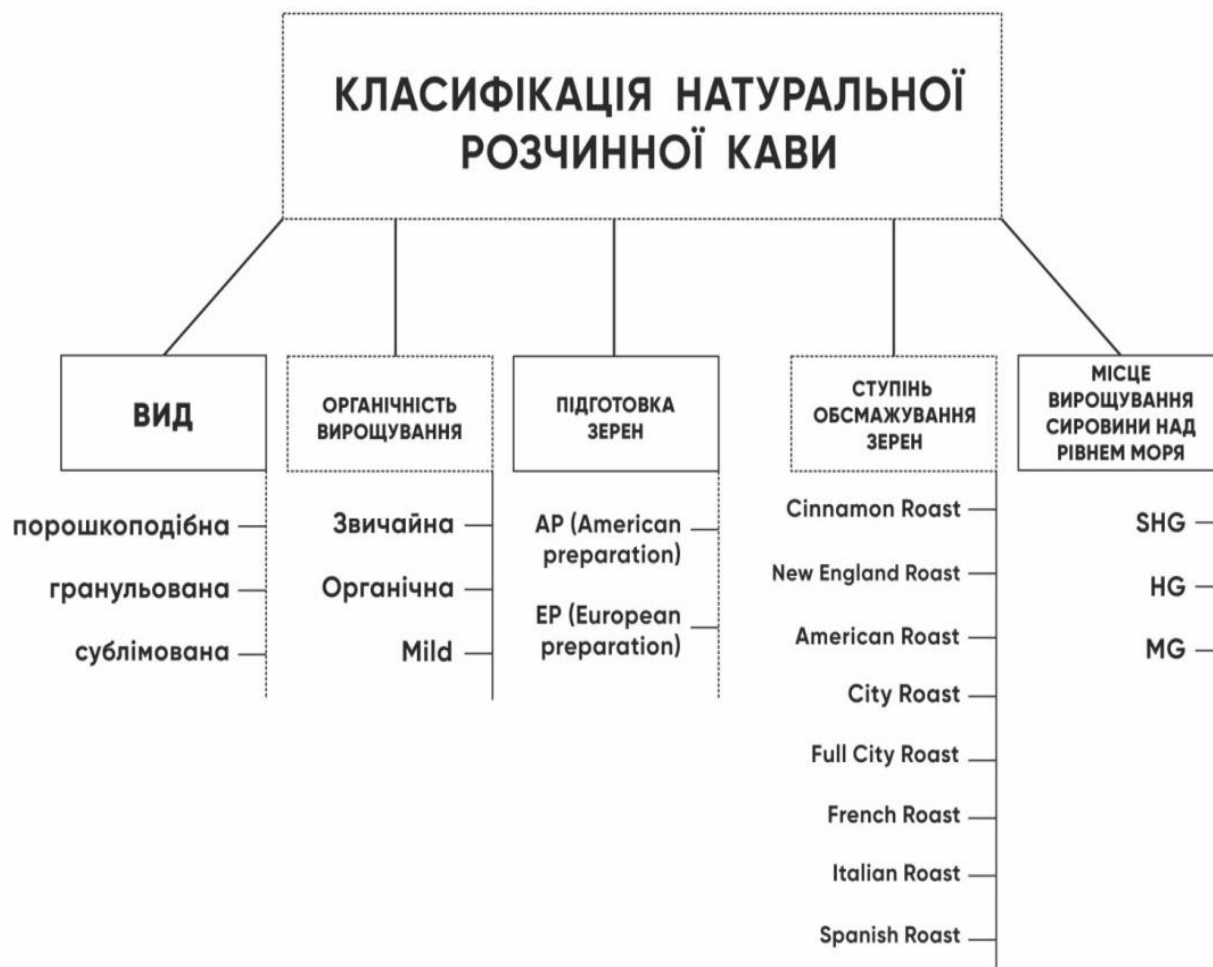 КЛАСИФІКАЦІЯ НАТУРАЛЬНОЇ
РОЗЧИННОЇ КАВИ
ВИД
порошкоподібна
гранульована
сублімована
ОРГАНІЧНІСТЬ
ВИРОЩУВАННЯ
Звичайна
Органічна
Mild
ПІДГОТОВКА
ЗЕРЕН
AP (American
preparation)
EP (European
preparation)
СТУПІНЬ
ОБСМАЖУВАННЯ
ЗЕРЕН
Cinnamon Roast
New England Roast
American Roast
City Roast
Full City Roast
French Roast
Italian Roast
Spanish Roast
МІСЦЕ
ВИРОЩУВАННЯ
СИРОВИНИ НАД
РІВНЕМ МОРЯ
SHG
HG
MG